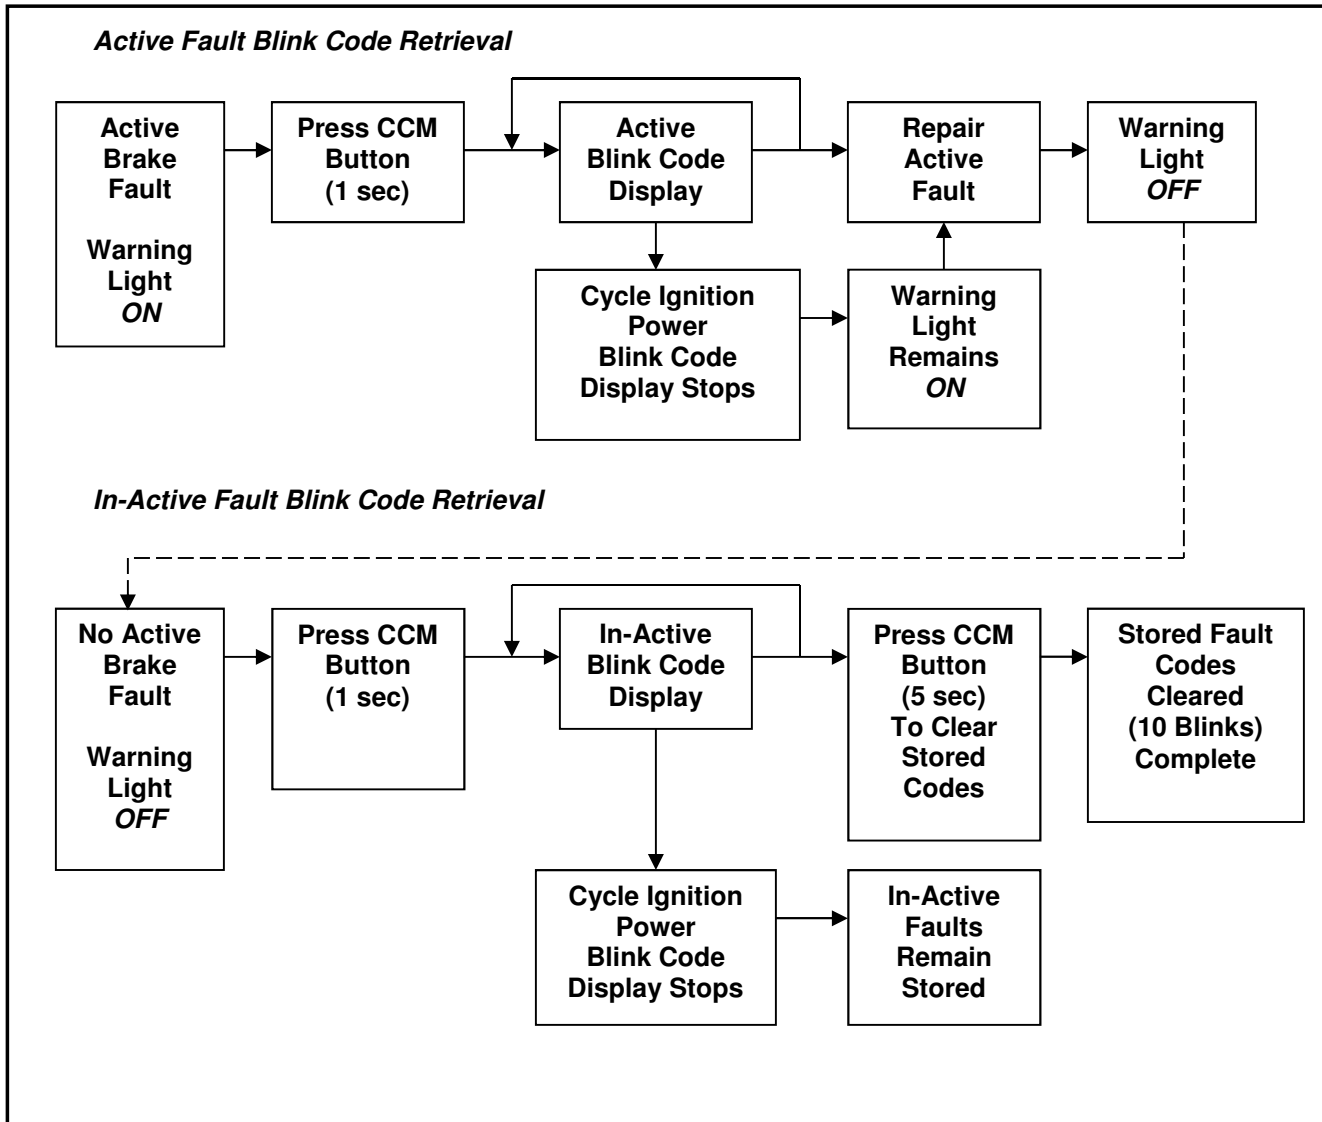 Active Fault Blink Code Retrieval
Active
Brake
Fault
Warning
Light
ON
Press CCM
Button
(1 sec)
Active
Blink Code
Display
Repair
Active
Fault
Warning
Light
OFF
Cycle Ignition
Power
Blink Code
Display Stops
Warning
Light
Remains
ON
In-Active Fault Blink Code Retrieval
No Active
Brake
Fault
Warning
Light
OFF
Press CCM
Button
(1 sec)
In-Active
Blink Code
Display
Press CCM
Button
(5 sec)
To Clear
Stored
Codes
Stored Fault
Codes
Cleared
(10 Blinks)
Complete
Cycle Ignition
Power
Blink Code
Display Stops
In-Active
Faults
Remain
Stored